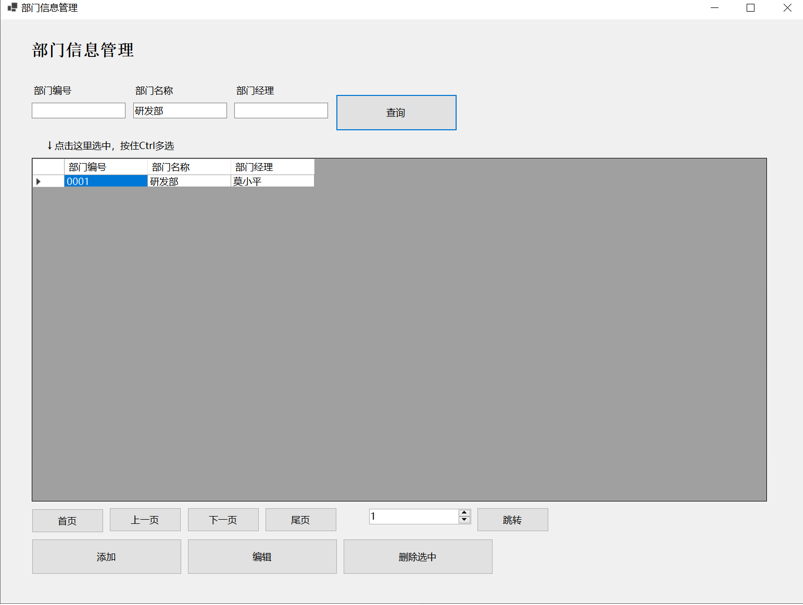 部门信息管理
部门信息管理
部门编号 部门名称 部门经理
研发部
查询
↓点击这里选中，按住Ctrl多选
部门编号 部门名称 部门经理
0001 研发部 莫小平
首页 上一页 下一页 尾页 1 跳转
添加 编辑 删除选中